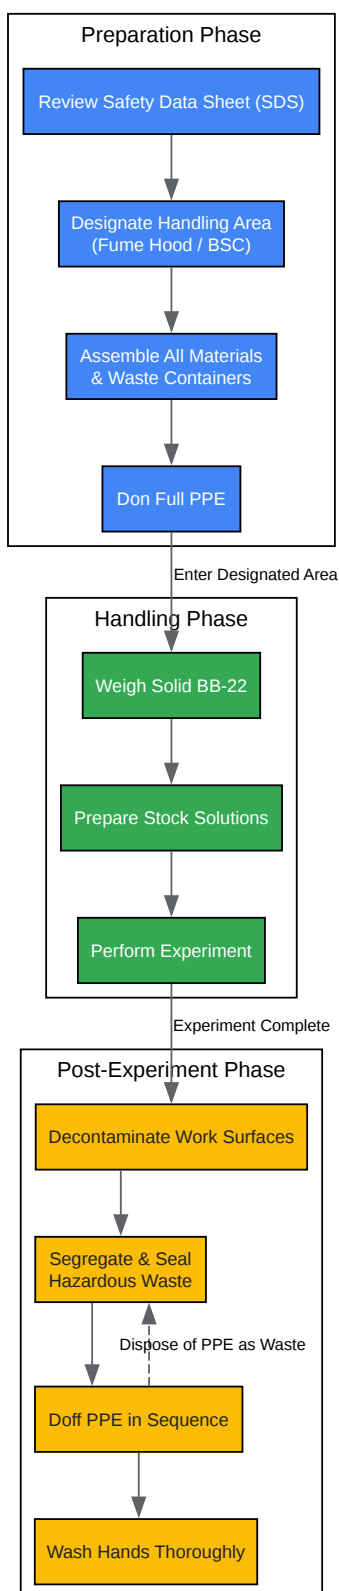 Preparation Phase
Review Safety Data Sheet (SDS)
Designate Handling Area
(Fume Hood / BSC)
Assemble All Materials
& Waste Containers
Don Full PPE
Enter Designated Area
Handling Phase
Weigh Solid BB-22
Prepare Stock Solutions
Perform Experiment
Experiment Complete
Post-Experiment Phase
Decontaminate Work Surfaces
Segregate & Seal
Hazardous Waste
Dispose of PPE as Waste
Doff PPE in Sequence
Wash Hands Thoroughly